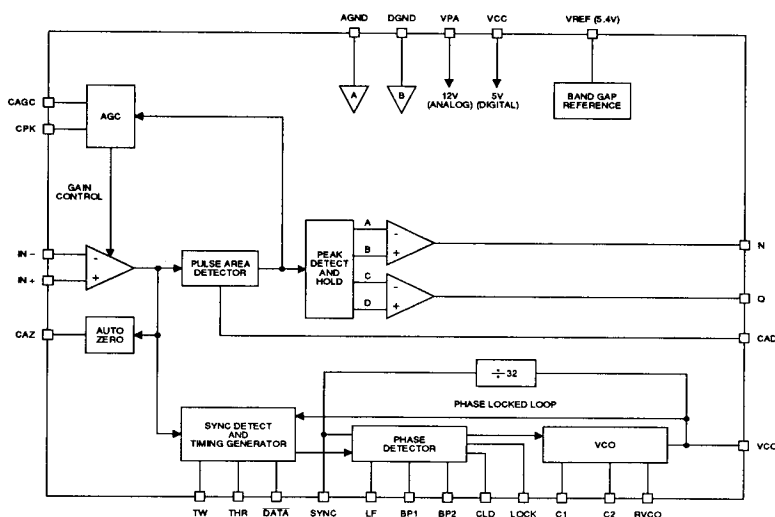 AGND DGND VPA VCC VREF (5.4V)
A B 12V 5V
(ANALOG) (DIGITAL)
BAND GAP
REFERENCE
CAGC
CPK
AGC
GAIN
CONTROL
IN -
IN +
-
+
PULSE AREA
DETECTOR
PEAK
DETECT
AND
HOLD
A
B
C
D
-
+
-
+
N
Q
CAD
CAZ
AUTO
ZERO
÷32
PHASE LOCKED LOOP
SYNC DETECT
AND
TIMING GENERATOR
PHASE
DETECTOR
VCO
VCO
TW THR DATA SYNC LF BP1 BP2 CLD LOCK C1 C2 RVCO